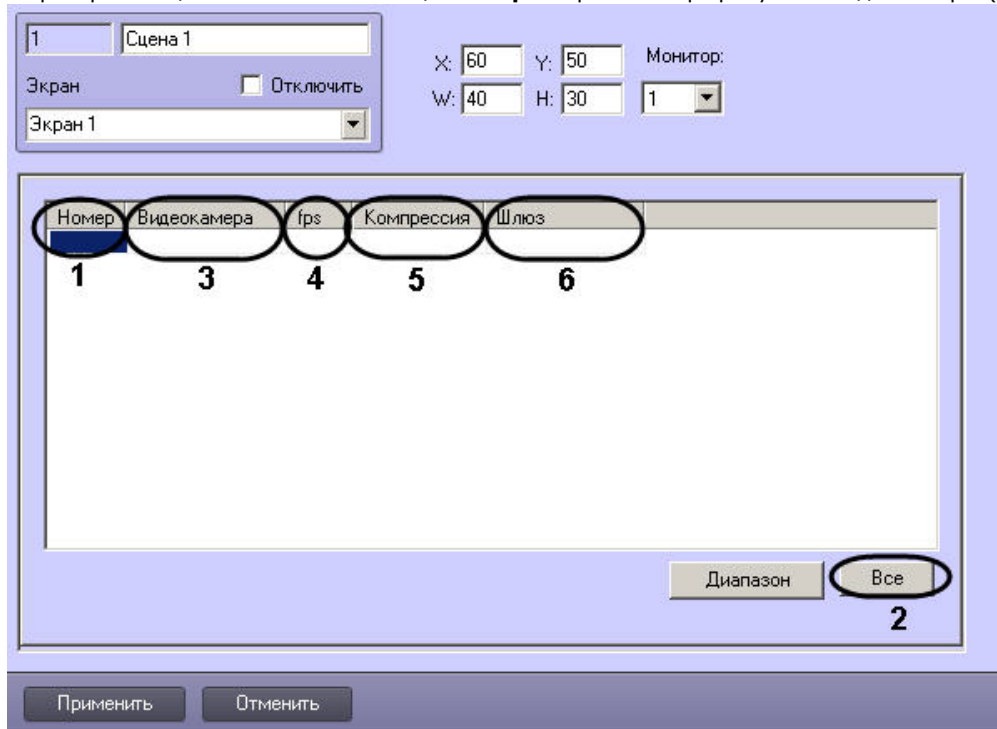 1 Сцена 1
Экран Отключить
Экран 1
X: 60 Y: 50 Монитор:
W: 40 H: 30 1
Номер Видеокамера fps Компрессия Шлюз
1 3 4 5 6
Диапазон Все
2
Применить Отменить